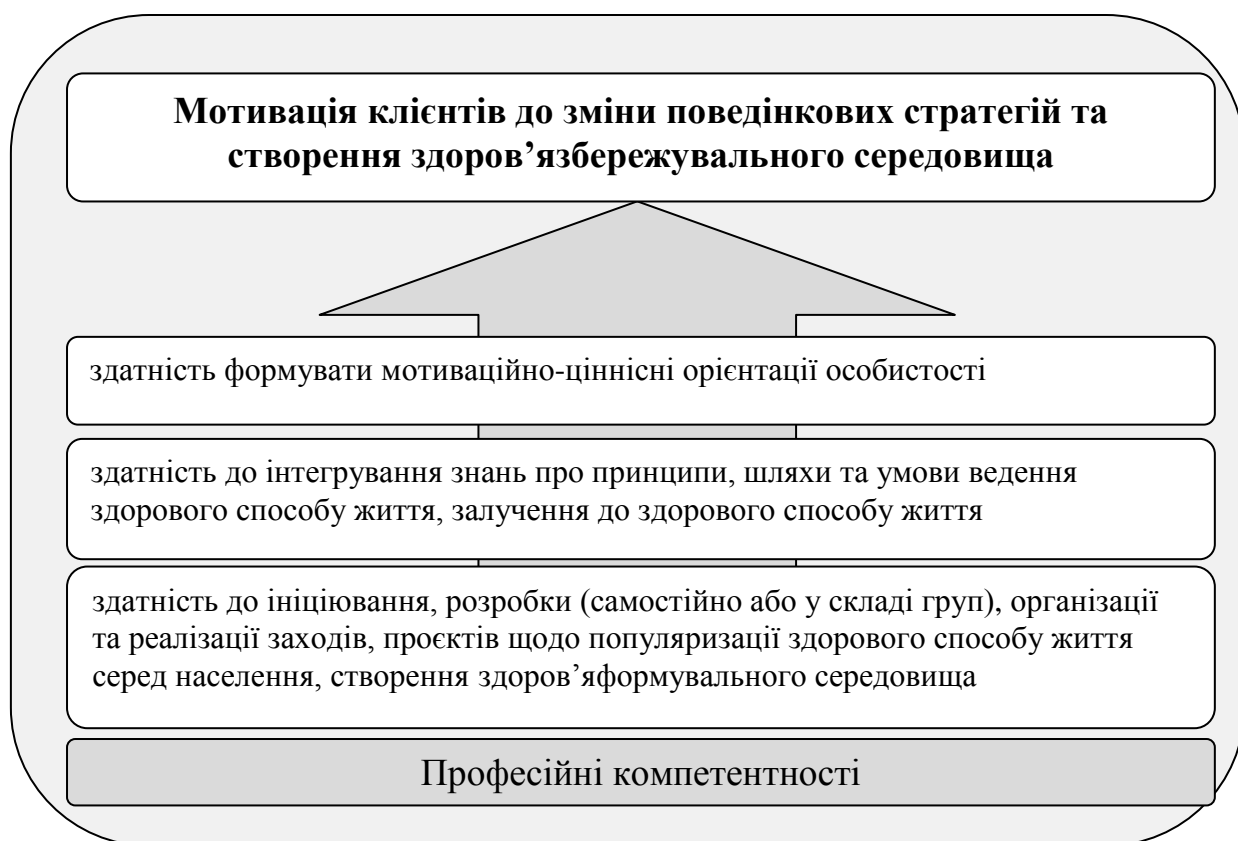 Мотивація клієнтів до зміни поведінкових стратегій та
створення здоров’язбережувального середовища
здатність формувати мотиваційно-ціннісні орієнтації особистості
здатність до інтегрування знань про принципи, шляхи та умови ведення
здорового способу життя, залучення до здорового способу життя
здатність до ініціювання, розробки (самостійно або у складі груп), організації
та реалізації заходів, проєктів щодо популяризації здорового способу життя
серед населення, створення здоров’яформувального середовища
Професійні компетентності